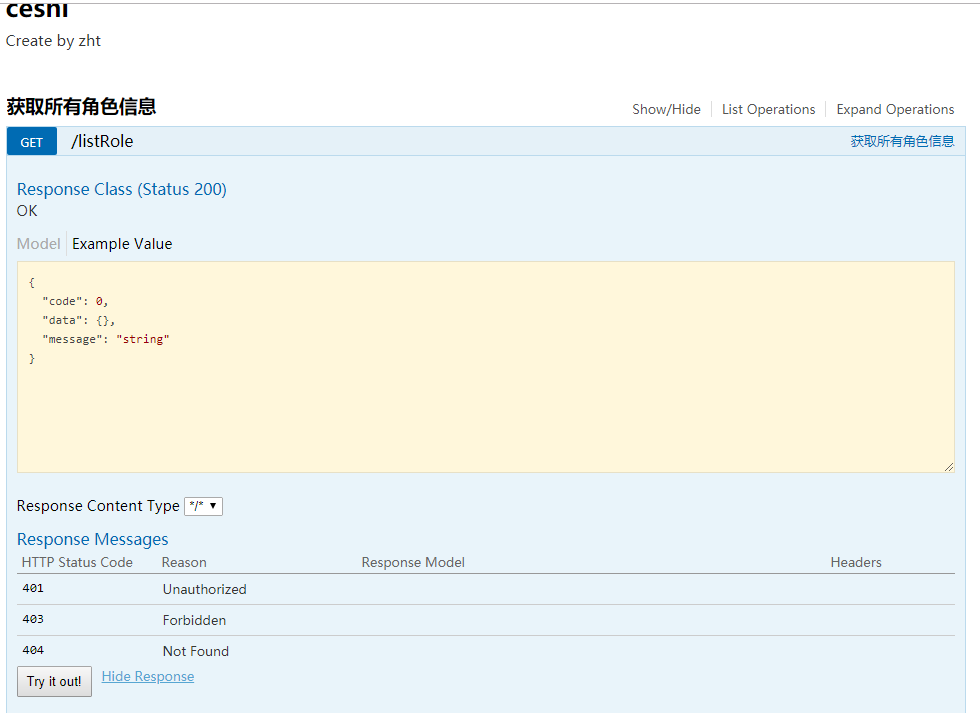 ceshi
Create by zht
获取所有角色信息
Show/Hide
List Operations
Expand Operations
GET
/listRole
获取所有角色信息
Response Class (Status 200)
OK
Model
Example Value
{
"code": 0,
"data": {},
"message": "string"
}
Response Content Type */*
Response Messages
HTTP Status Code Reason Response Model Headers
401 Unauthorized
403 Forbidden
404 Not Found
Try it out! Hide Response